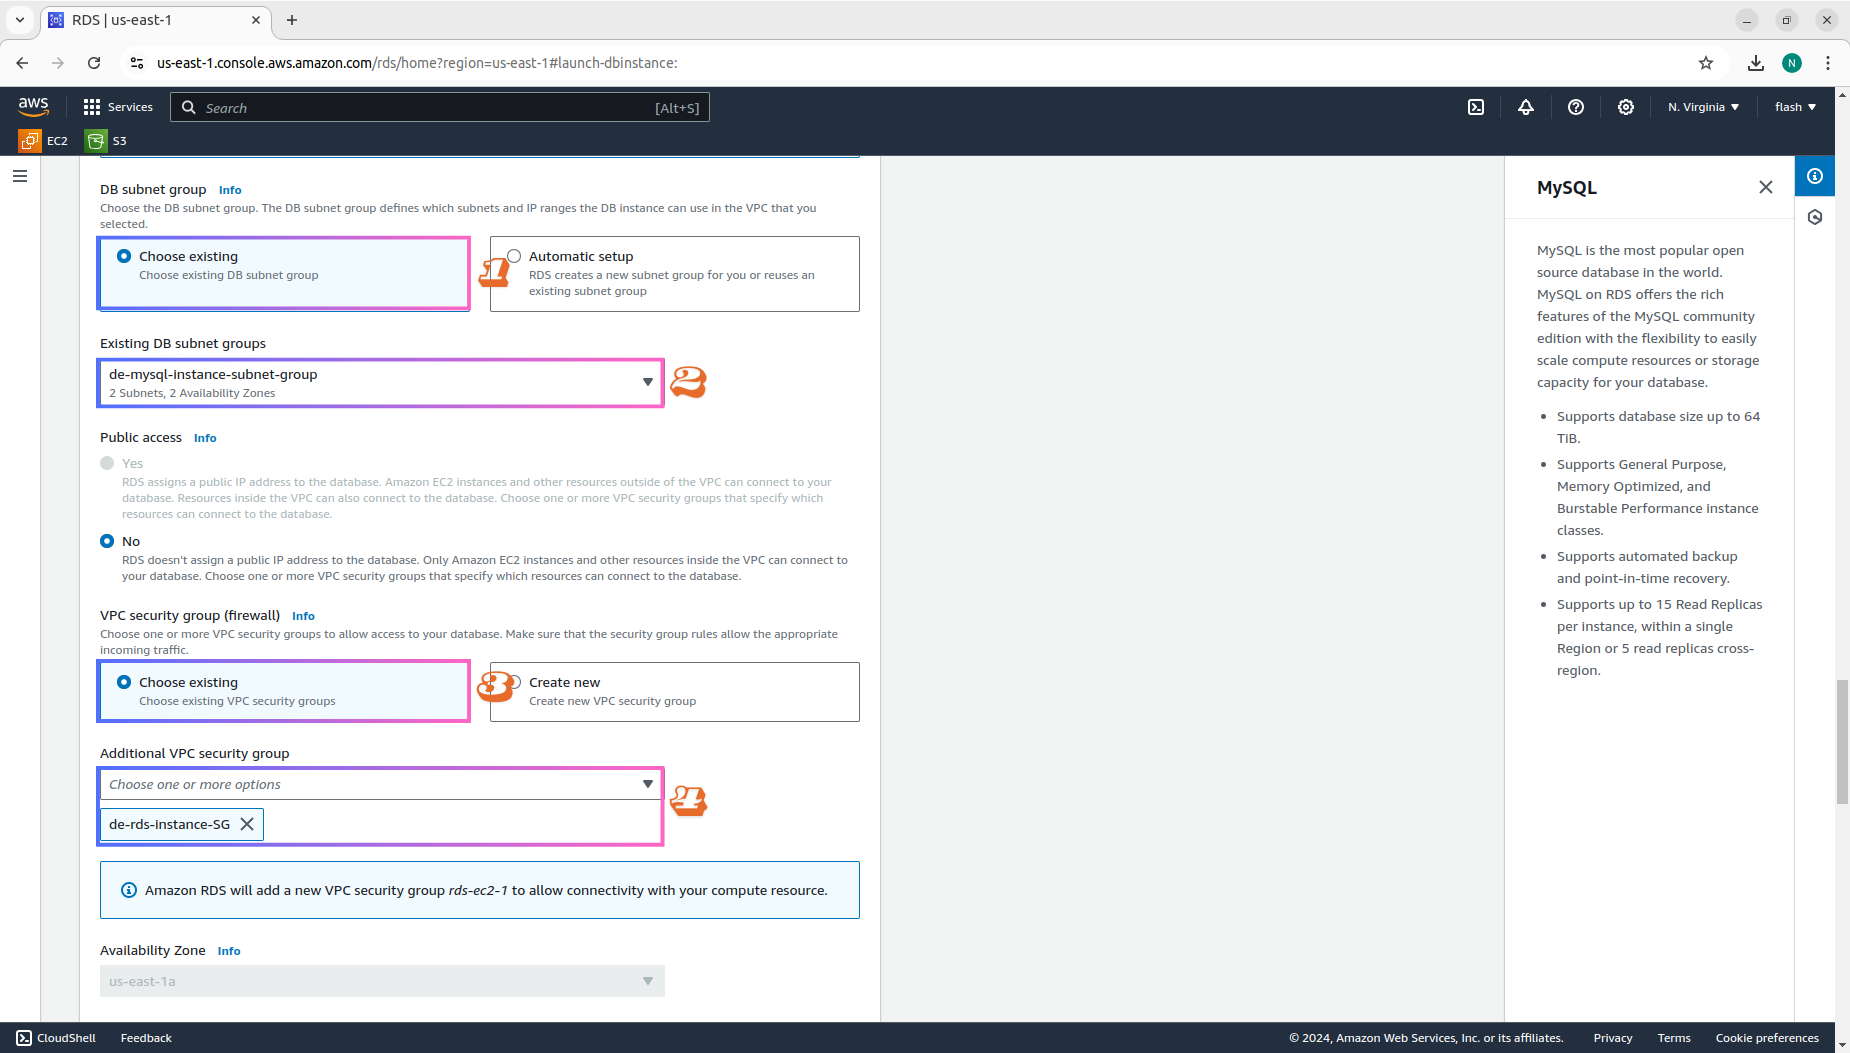 RDS | us-east-1
us-east-1.console.aws.amazon.com/rds/home?region=us-east-1#launch-dbinstance:
N
aws
Services
Search
[Alt+S]
N. Virginia
flash
EC2
S3
DB subnet group Info
Choose the DB subnet group. The DB subnet group defines which subnets and IP ranges the DB instance can use in the VPC that you
selected.
Choose existing
Choose existing DB subnet group
1
Automatic setup
RDS creates a new subnet group for you or reuses an
existing subnet group
Existing DB subnet groups
de-mysql-instance-subnet-group
2 Subnets, 2 Availability Zones
2
Public access Info
Yes
RDS assigns a public IP address to the database. Amazon EC2 instances and other resources outside of the VPC can connect to your
database. Resources inside the VPC can also connect to the database. Choose one or more VPC security groups that specify which
resources can connect to the database.
No
RDS doesn't assign a public IP address to the database. Only Amazon EC2 instances and other resources inside the VPC can connect to
your database. Choose one or more VPC security groups that specify which resources can connect to the database.
VPC security group (firewall) Info
Choose one or more VPC security groups to allow access to your database. Make sure that the security group rules allow the appropriate
incoming traffic.
Choose existing
Choose existing VPC security groups
3
Create new
Create new VPC security group
Additional VPC security group
Choose one or more options
de-rds-instance-SG
4
Amazon RDS will add a new VPC security group rds-ec2-1 to allow connectivity with your compute resource.
Availability Zone Info
us-east-1a
MySQL
MySQL is the most popular open
source database in the world.
MySQL on RDS offers the rich
features of the MySQL community
edition with the flexibility to easily
scale compute resources or storage
capacity for your database.
• Supports database size up to 64
TiB.
• Supports General Purpose,
Memory Optimized, and
Burstable Performance instance
classes.
• Supports automated backup
and point-in-time recovery.
• Supports up to 15 Read Replicas
per instance, within a single
Region or 5 read replicas cross-
region.
CloudShell
Feedback
© 2024, Amazon Web Services, Inc. or its affiliates.
Privacy
Terms
Cookie preferences